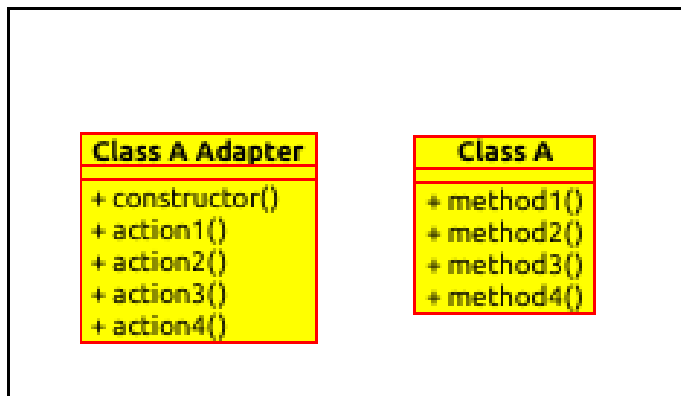 Class A Adapter
+ constructor()
+ action1()
+ action2()
+ action3()
+ action4()
Class A
+ method1()
+ method2()
+ method3()
+ method4()